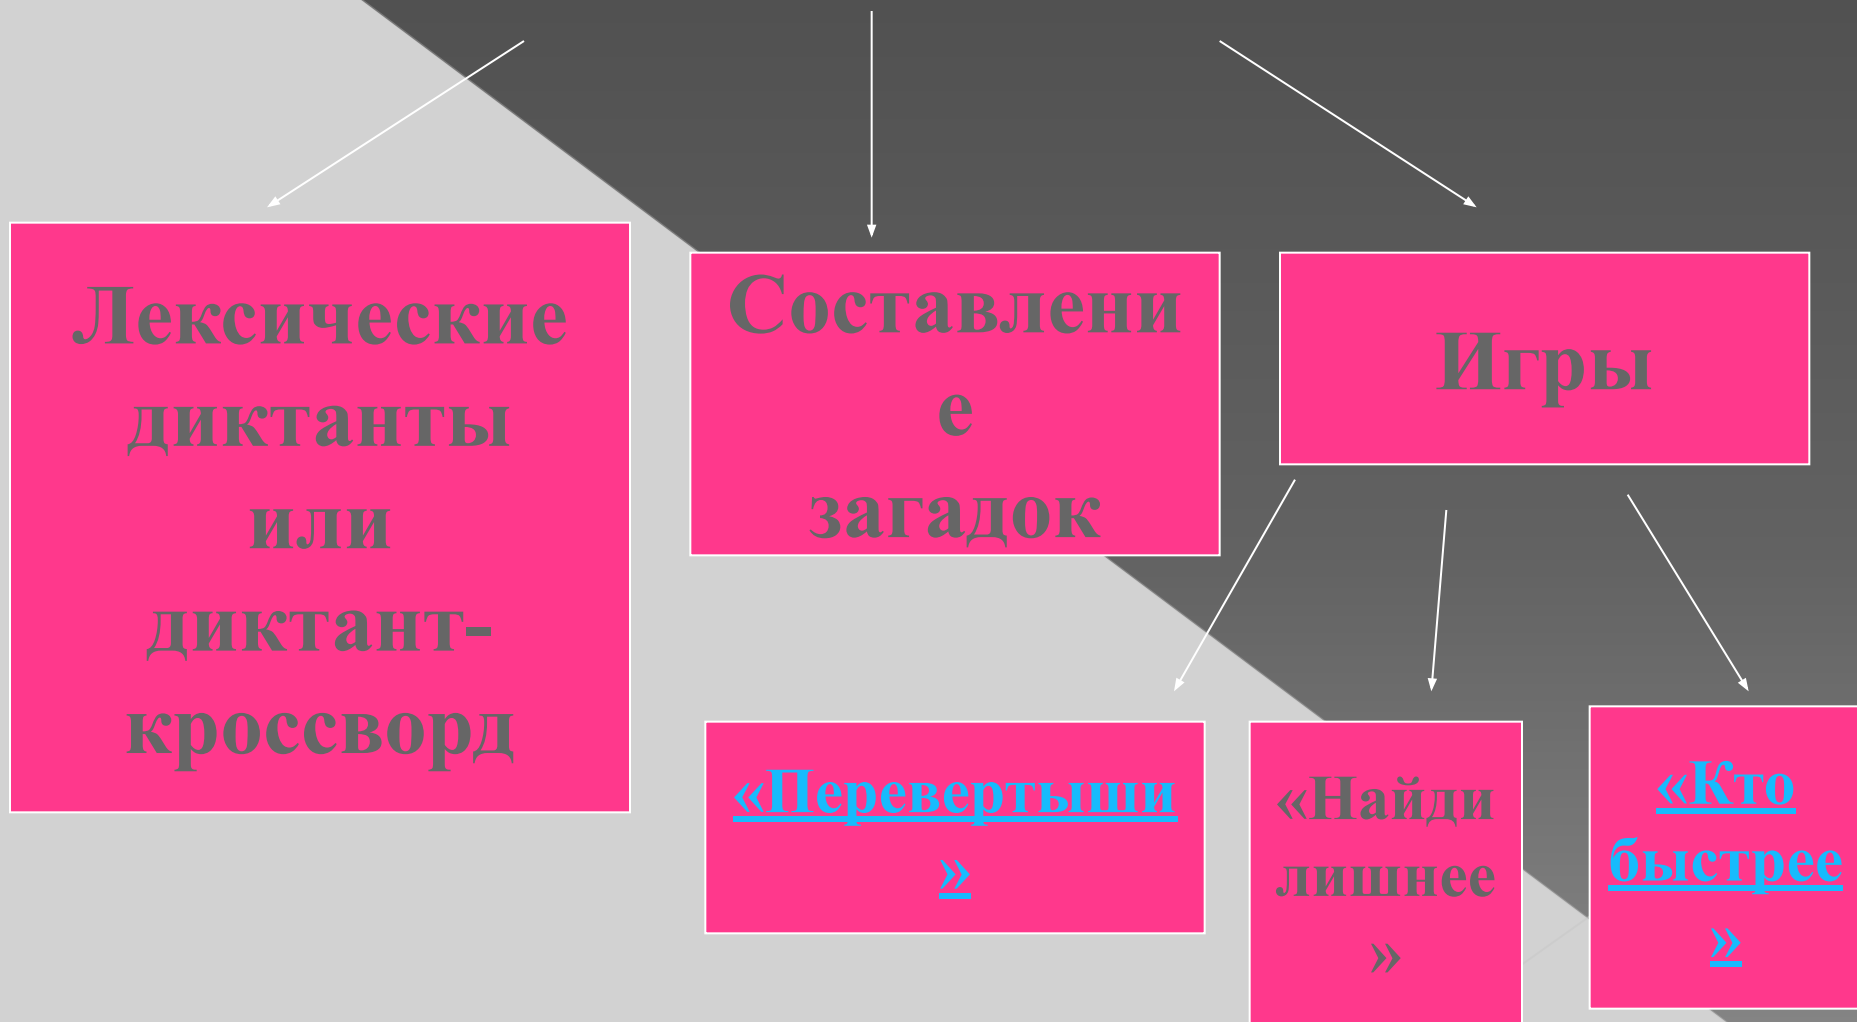 Лексические
диктанты
или
диктант-
кроссворд
Составлени
е
загадок
Игры
«Перевертыши
»
«Найди
лишнее
»
«Кто
быстрее
»